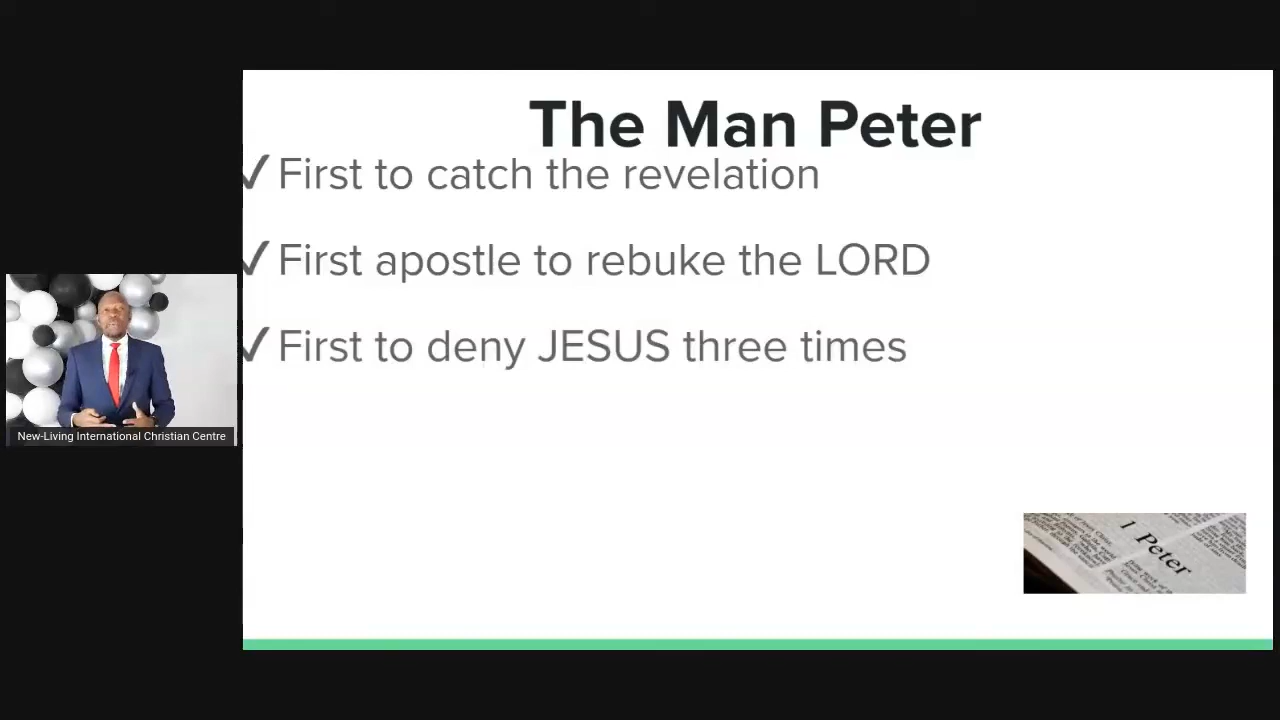 The Man Peter
✓First to catch the revelation
✓First apostle to rebuke the LORD
✓First to deny JESUS three times
New-Living International Christian Centre
1 Peter